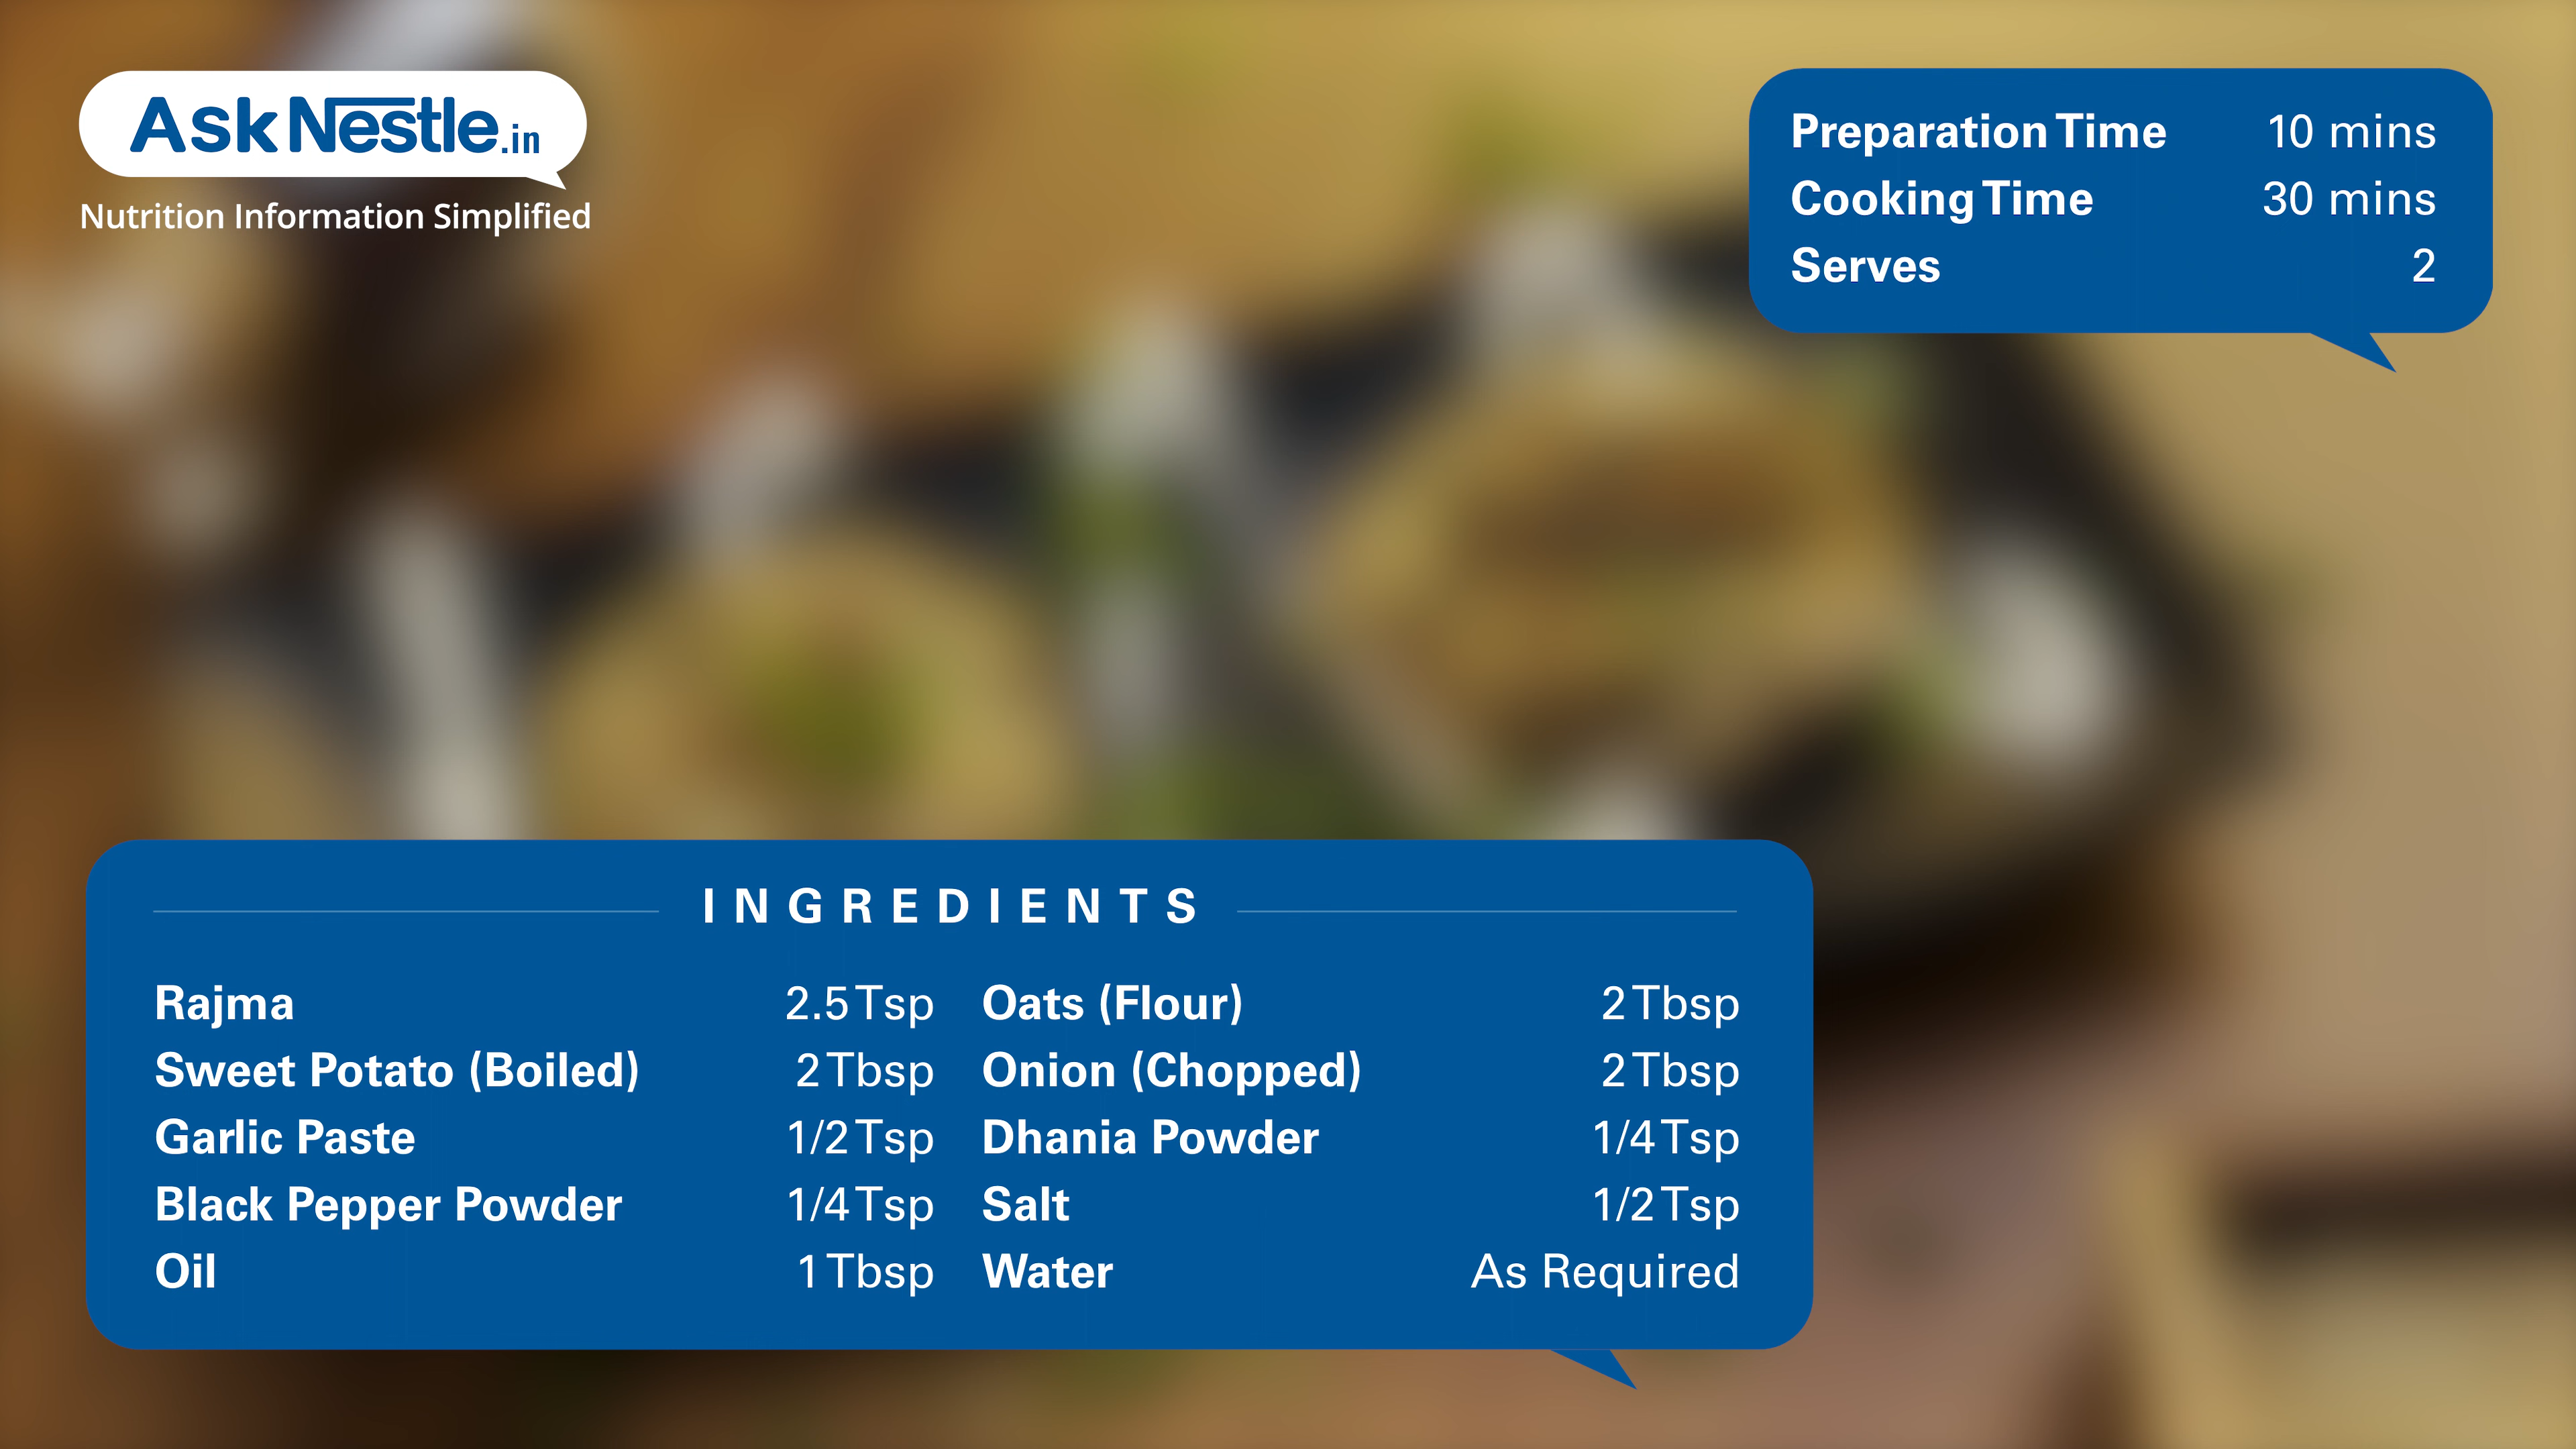 AskNestle.in
Nutrition Information Simplified
Preparation Time 10 mins
Cooking Time 30 mins
Serves 2
INGREDIENTS
Rajma 2.5 Tsp Oats (Flour) 2 Tbsp
Sweet Potato (Boiled) 2 Tbsp Onion (Chopped) 2 Tbsp
Garlic Paste 1/2 Tsp Dhania Powder 1/4 Tsp
Black Pepper Powder 1/4 Tsp Salt 1/2 Tsp
Oil 1 Tbsp Water As Required